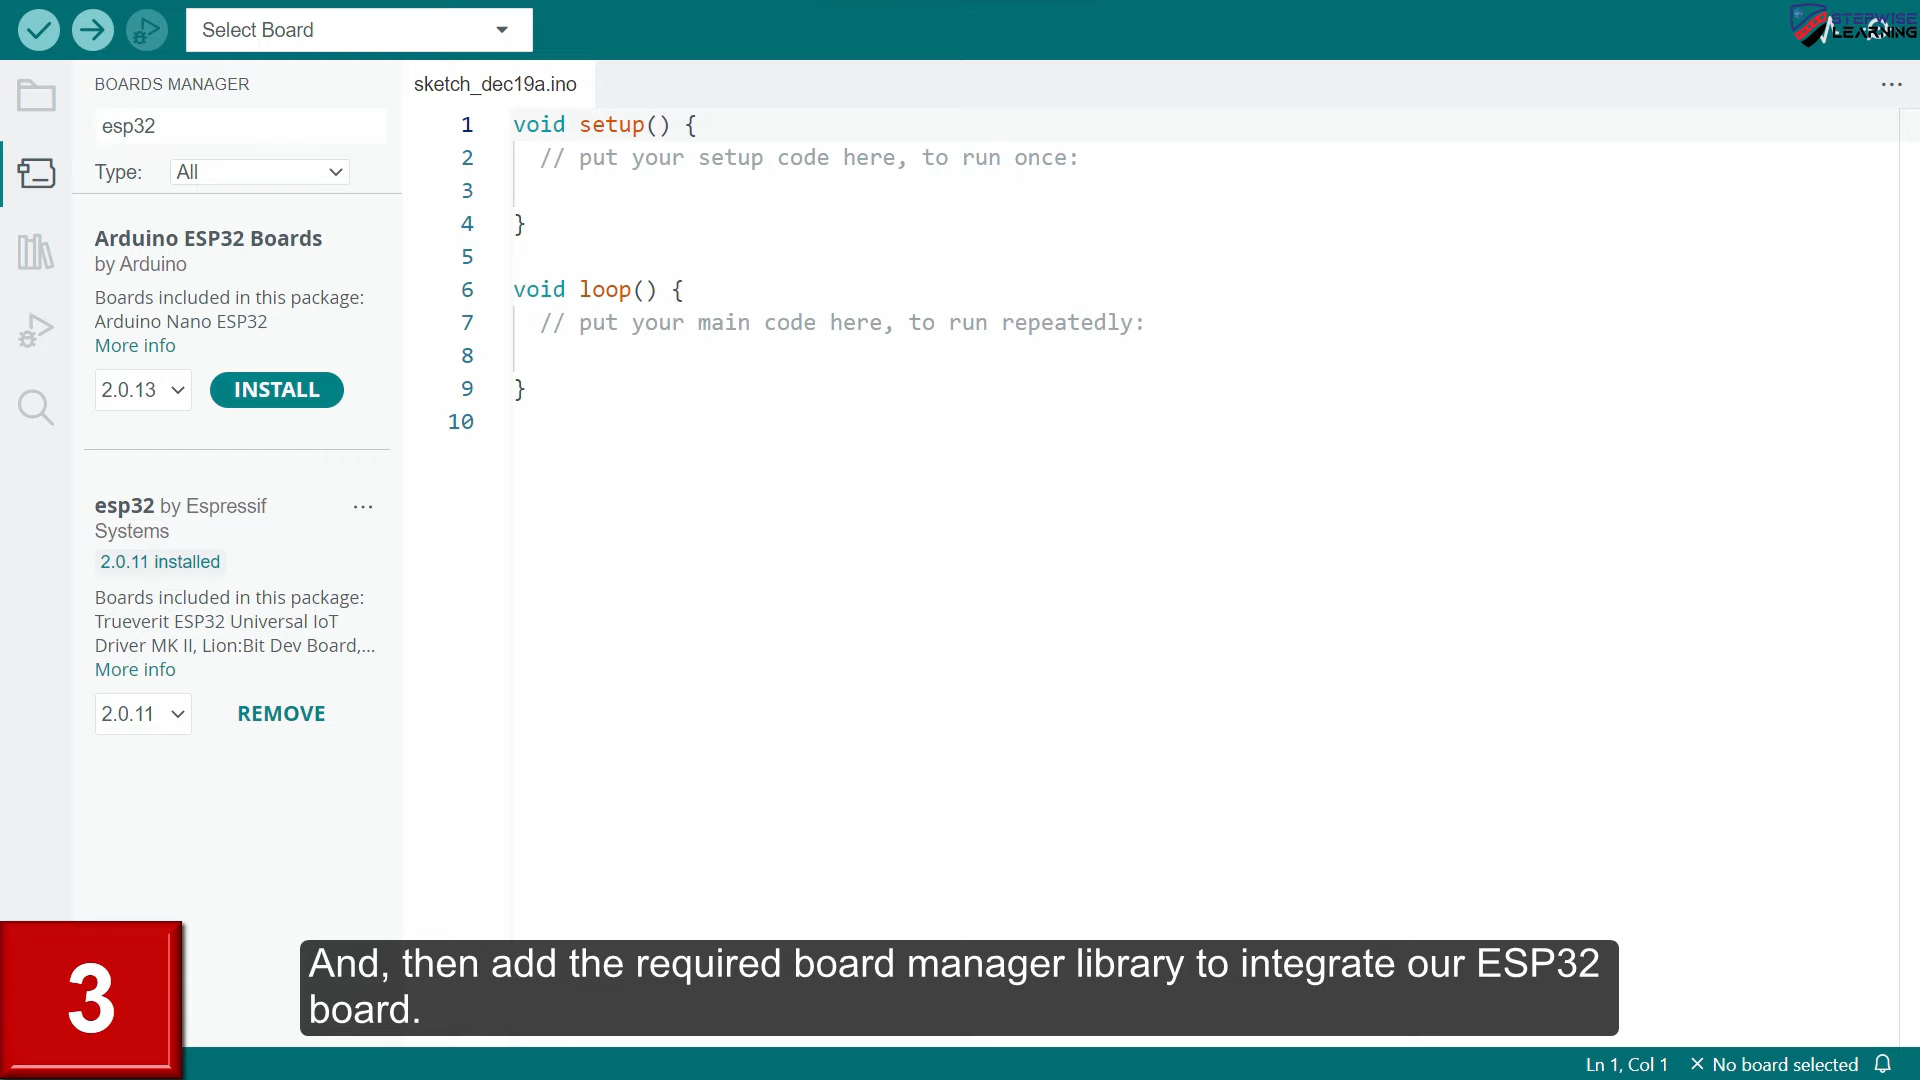 Select Board
STEPWISE
LEARNING
BOARDS MANAGER
esp32
Type: All
Arduino ESP32 Boards
by Arduino
Boards included in this package:
Arduino Nano ESP32
More info
2.0.13 INSTALL
esp32 by Espressif
Systems
2.0.11 installed
Boards included in this package:
Trueverit ESP32 Universal IoT
Driver MK II, Lion:Bit Dev Board,...
More info
2.0.11 REMOVE
sketch_dec19a.ino
1 void setup() {
2 // put your setup code here, to run once:
3
4 }
5
6 void loop() {
7 // put your main code here, to run repeatedly:
8
9 }
10
3
And, then add the required board manager library to integrate our ESP32
board.
Ln 1, Col 1 No board selected